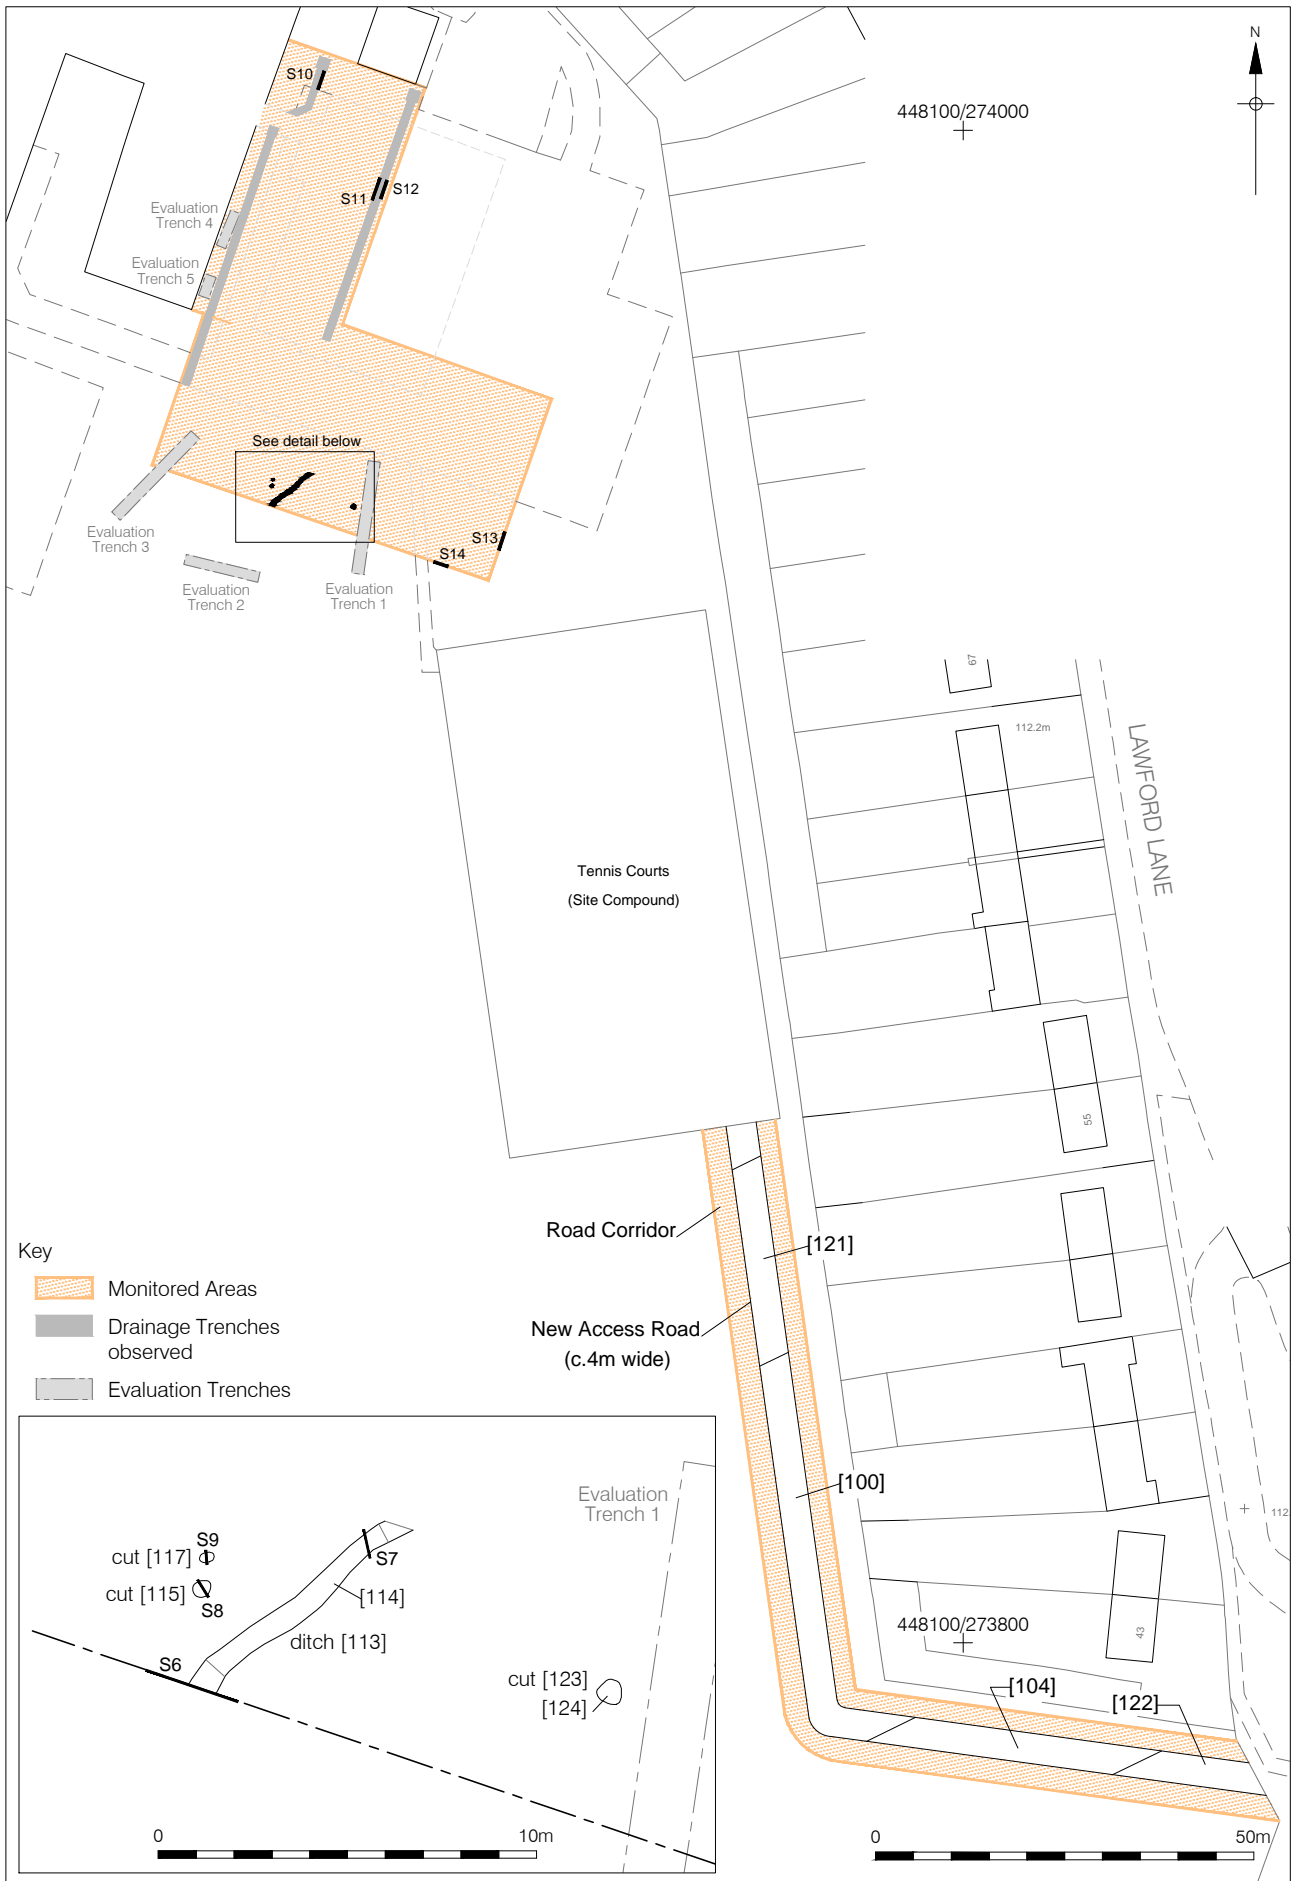 N
448100/274000
S10
S11
S12
Evaluation
Trench 4
Evaluation
Trench 5
See detail below
Evaluation
Trench 3
Evaluation
Trench 2
Evaluation
Trench 1
S13
S14
67
112.2m
LAWFORD LANE
Tennis Courts
(Site Compound)
55
Road Corridor
[121]
New Access Road
(c.4m wide)
[100]
112.
448100/273800
43
[104]
[122]
Key
Monitored Areas
Drainage Trenches
observed
Evaluation Trenches
Evaluation
Trench 1
S9
cut [117]
cut [115]
S8
S7
[114]
ditch [113]
S6
cut [123]
[124]
0
10m
0
50m